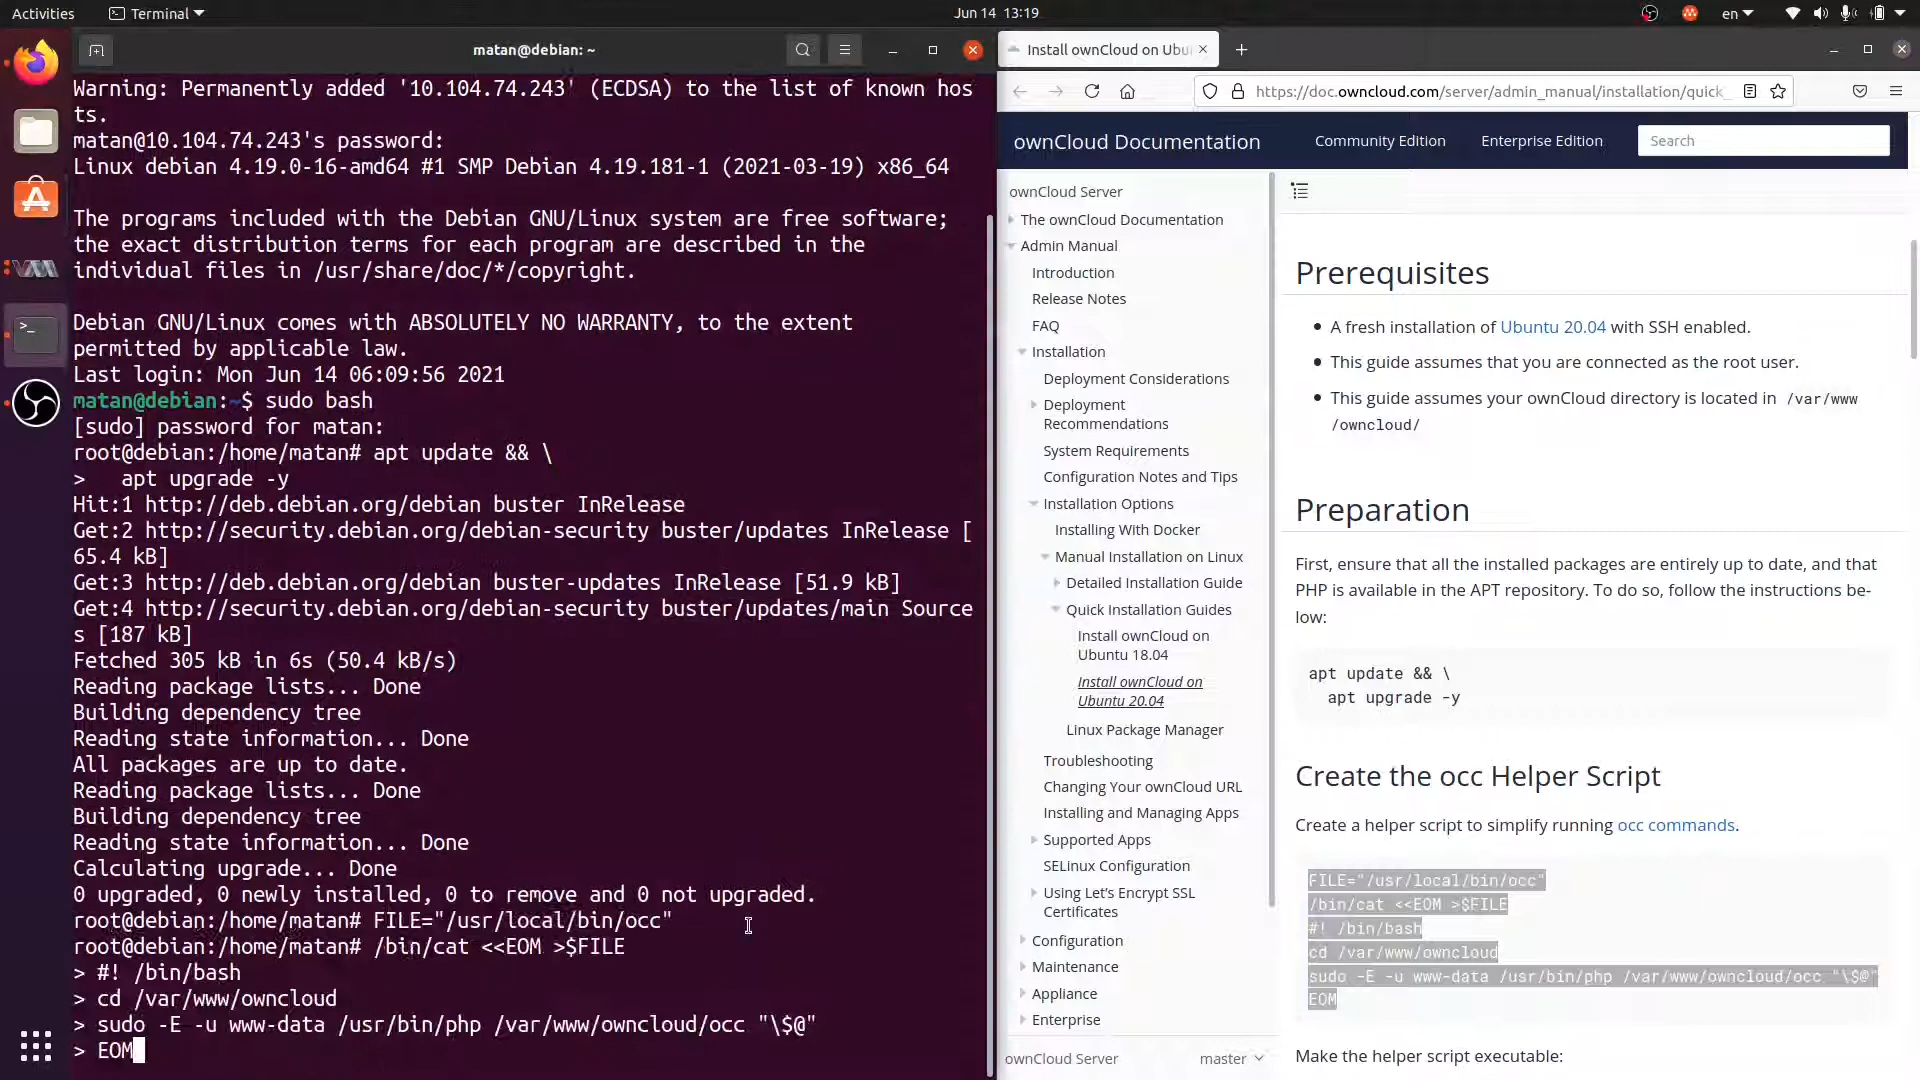 Activities
Terminal
Jun 14 13:19
en
matan@debian: ~
Warning: Permanently added '10.104.74.243' (ECDSA) to the list of known hos
ts.
matan@10.104.74.243's password:
Linux debian 4.19.0-16-amd64 #1 SMP Debian 4.19.181-1 (2021-03-19) x86_64
The programs included with the Debian GNU/Linux system are free software;
the exact distribution terms for each program are described in the
individual files in /usr/share/doc/*/copyright.
Debian GNU/Linux comes with ABSOLUTELY NO WARRANTY, to the extent
permitted by applicable law.
Last login: Mon Jun 14 06:09:56 2021
matan@debian:~$ sudo bash
[sudo] password for matan:
root@debian:/home/matan# apt update && \
>   apt upgrade -y
Hit:1 http://deb.debian.org/debian buster InRelease
Get:2 http://security.debian.org/debian-security buster/updates InRelease [
65.4 kB]
Get:3 http://deb.debian.org/debian buster-updates InRelease [51.9 kB]
Get:4 http://security.debian.org/debian-security buster/updates/main Source
s [187 kB]
Fetched 305 kB in 6s (50.4 kB/s)
Reading package lists... Done
Building dependency tree
Reading state information... Done
All packages are up to date.
Reading package lists... Done
Building dependency tree
Reading state information... Done
Calculating upgrade... Done
0 upgraded, 0 newly installed, 0 to remove and 0 not upgraded.
root@debian:/home/matan# FILE="/usr/local/bin/occ"
root@debian:/home/matan# /bin/cat <<EOM >$FILE
> #! /bin/bash
> cd /var/www/owncloud
> sudo -E -u www-data /usr/bin/php /var/www/owncloud/occ "\$@"
> EOM
Install ownCloud on Ubu
https://doc.owncloud.com/server/admin_manual/installation/quick_
ownCloud Documentation
Community Edition
Enterprise Edition
Search
ownCloud Server
The ownCloud Documentation
Admin Manual
Introduction
Release Notes
FAQ
Installation
Deployment Considerations
Deployment
Recommendations
System Requirements
Configuration Notes and Tips
Installation Options
Installing With Docker
Manual Installation on Linux
Detailed Installation Guide
Quick Installation Guides
Install ownCloud on
Ubuntu 18.04
Install ownCloud on
Ubuntu 20.04
Linux Package Manager
Troubleshooting
Changing Your ownCloud URL
Installing and Managing Apps
Supported Apps
SELinux Configuration
Using Let's Encrypt SSL
Certificates
Configuration
Maintenance
Appliance
Enterprise
ownCloud Server
master
Prerequisites
A fresh installation of Ubuntu 20.04 with SSH enabled.
This guide assumes that you are connected as the root user.
This guide assumes your ownCloud directory is located in /var/www
/owncloud/
Preparation
First, ensure that all the installed packages are entirely up to date, and that
PHP is available in the APT repository. To do so, follow the instructions be-
low:
apt update && \
  apt upgrade -y
Create the occ Helper Script
Create a helper script to simplify running occ commands.
FILE="/usr/local/bin/occ"
/bin/cat <<EOM >$FILE
#! /bin/bash
cd /var/www/owncloud
sudo -E -u www-data /usr/bin/php /var/www/owncloud/occ "\$@"
EOM
Make the helper script executable: